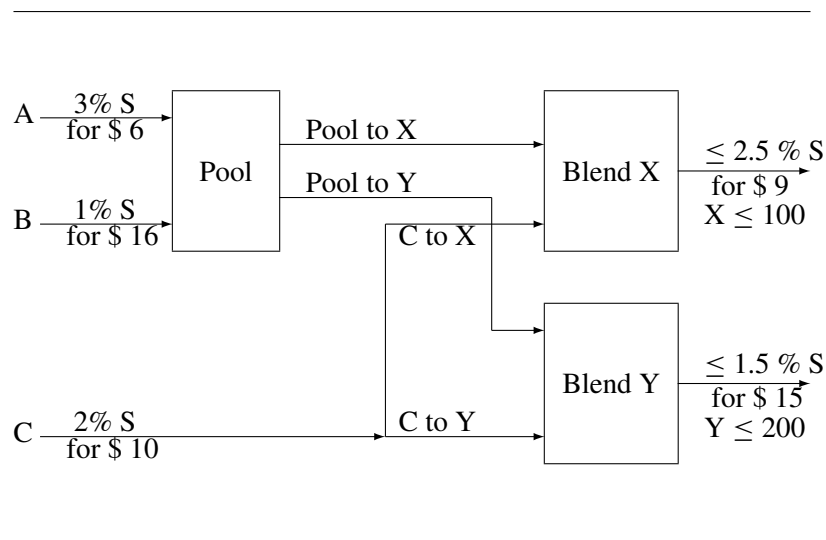 A
3% S
for $ 6
B
1% S
for $ 16
Pool
Pool to X
Pool to Y
C to X
Blend X
≤ 2.5 % S
for $ 9
X ≤ 100
C
2% S
for $ 10
C to Y
Blend Y
≤ 1.5 % S
for $ 15
Y ≤ 200